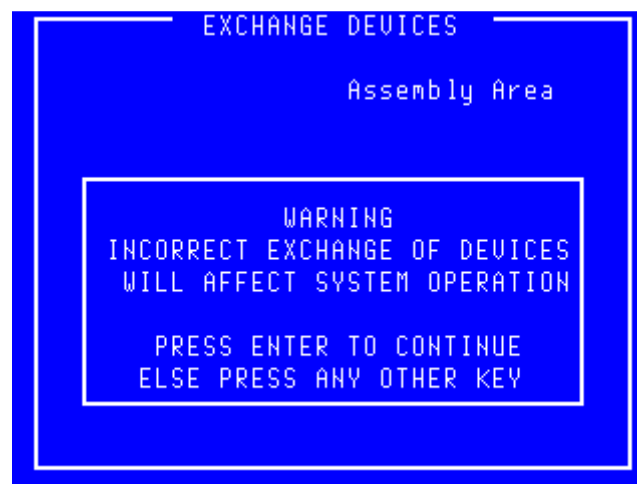 EXCHANGE DEVICES
Assembly Area
WARNING
INCORRECT EXCHANGE OF DEVICES
WILL AFFECT SYSTEM OPERATION
PRESS ENTER TO CONTINUE
ELSE PRESS ANY OTHER KEY